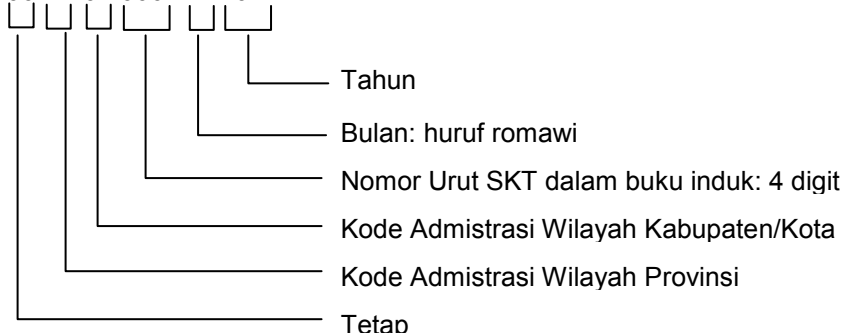 Tahun
Bulan: huruf romawi
Nomor Urut SKT dalam buku induk: 4 digit
Kode Admistrasi Wilayah Kabupaten/Kota
Kode Admistrasi Wilayah Provinsi
Tetap